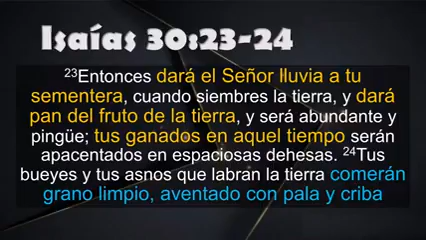 Isaías 30:23-24
²³Entonces dará el Señor lluvia a tu
sementera, cuando siembres la tierra, y dará
pan del fruto de la tierra, y será abundante y
pingüe; tus ganados en aquel tiempo serán
apacentados en espaciosas dehesas. ²⁴Tus
bueyes y tus asnos que labran la tierra comerán
grano limpio, aventado con pala y criba